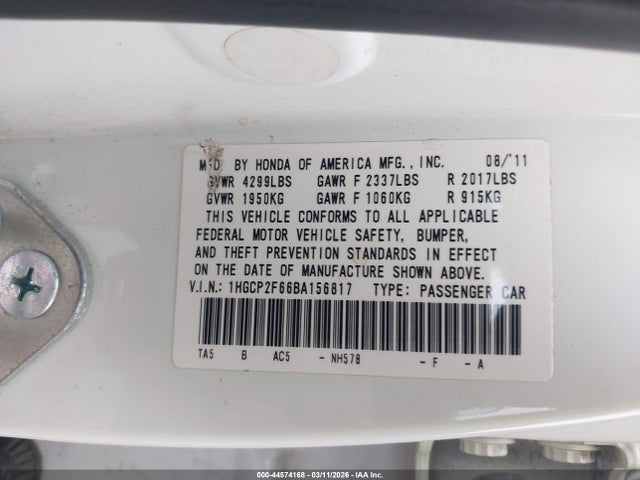 MFD BY HONDA OF AMERICA MFG., INC. 08/'11
GVWR 4299LBS GAWR F 2337LBS R 2017LBS
GVWR 1950KG GAWR F 1060KG R 915KG
THIS VEHICLE CONFORMS TO ALL APPLICABLE
FEDERAL MOTOR VEHICLE SAFETY, BUMPER,
AND THEFT PREVENTION STANDARDS IN EFFECT
ON THE DATE OF MANUFACTURE SHOWN ABOVE.
V.I.N.: 1HGCP2F66BA156817 TYPE: PASSENGER CAR
TA5 B AC5 - NH578 - F - A
000-44574168 - 03/11/2026 - IAA Inc.